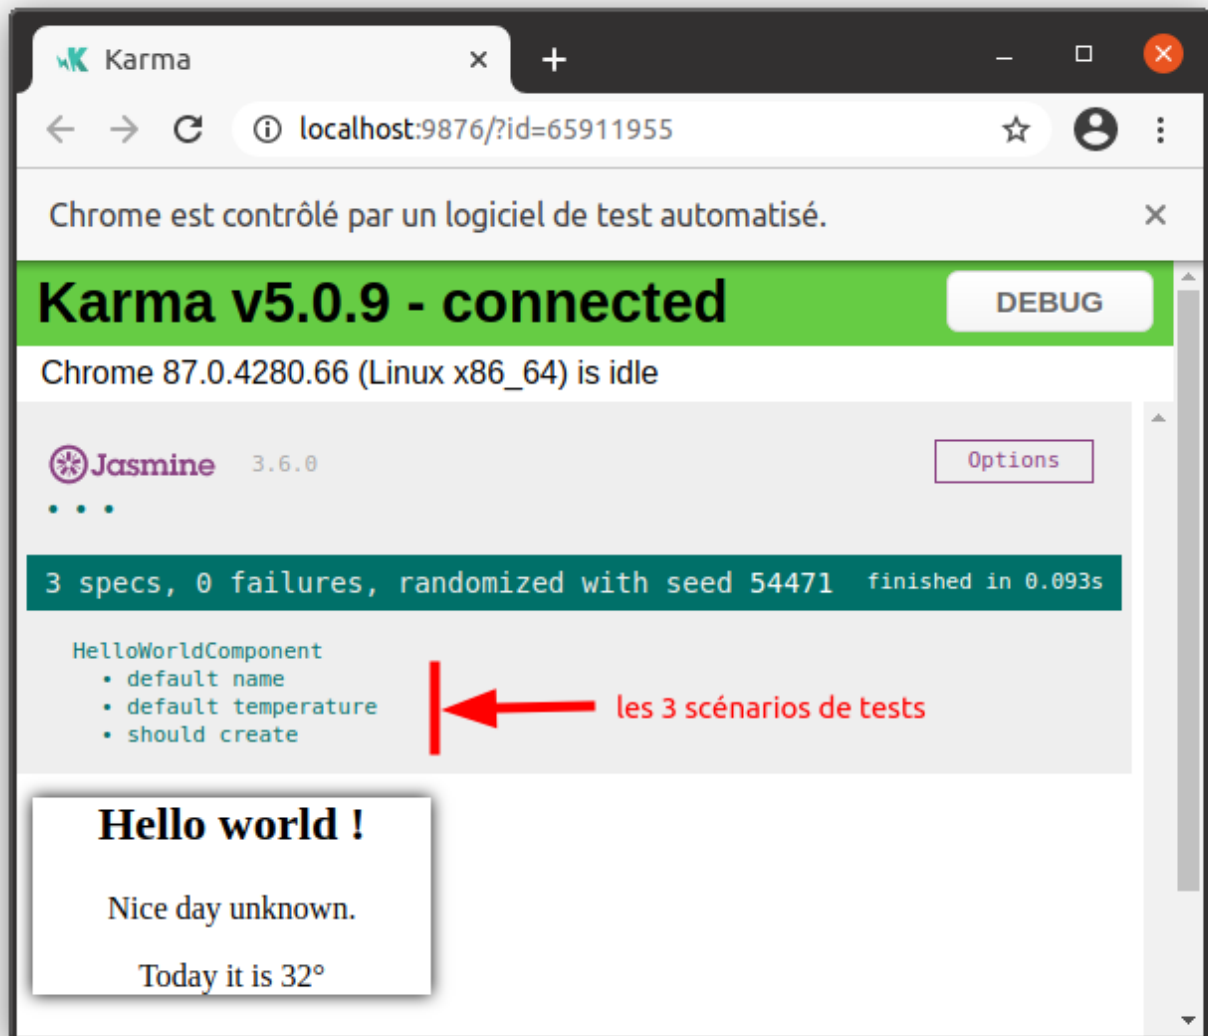 Karma
localhost:9876/?id=65911955
Chrome est contrôlé par un logiciel de test automatisé.
Karma v5.0.9 - connected
DEBUG
Chrome 87.0.4280.66 (Linux x86_64) is idle
Jasmine 3.6.0
Options
3 specs, 0 failures, randomized with seed 54471 finished in 0.093s
HelloWorldComponent
• default name
• default temperature
• should create
les 3 scénarios de tests
Hello world !
Nice day unknown.
Today it is 32°